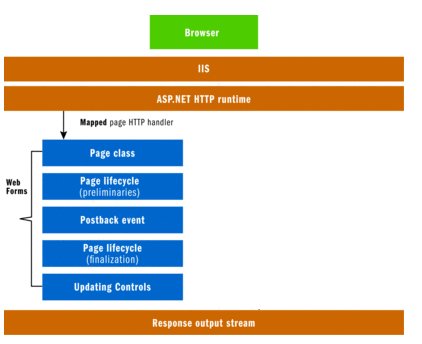 Browser
IIS
ASP.NET HTTP runtime
Mapped page HTTP handler
Page class
Web
Forms
Page lifecycle
(preliminaries)
Postback event
Page lifecycle
(finalization)
Updating Controls
Response output stream